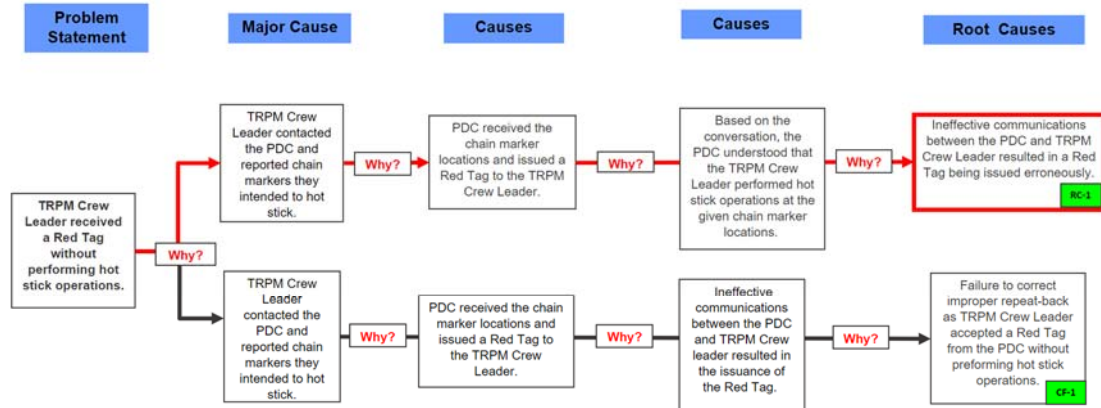 Problem
Statement
Major Cause
Causes
Causes
Root Causes
TRPM Crew
Leader received
a Red Tag
without
performing hot
stick operations.
Why?
TRPM Crew
Leader contacted
the PDC and
reported chain
markers they
intended to hot
stick.
Why?
PDC received the
chain marker
locations and issued a
Red Tag to the TRPM
Crew Leader.
Why?
Based on the
conversation, the
PDC understood that
the TRPM Crew
Leader performed hot
stick operations at the
given chain marker
locations.
Why?
Ineffective communications
between the PDC and TRPM
Crew Leader resulted in a Red
Tag being issued erroneously.
RC-1
TRPM Crew
Leader
contacted the
PDC and
reported chain
markers they
intended to hot
stick.
Why?
PDC received the chain
marker locations and
issued a Red Tag to
the TRPM Crew
Leader.
Why?
Ineffective
communications
between the PDC
and TRPM Crew
leader resulted in
the issuance of
the Red Tag.
Why?
Failure to correct
improper repeat-back
as TRPM Crew Leader
accepted a Red Tag
from the PDC without
preforming hot stick
operations.
CF-1